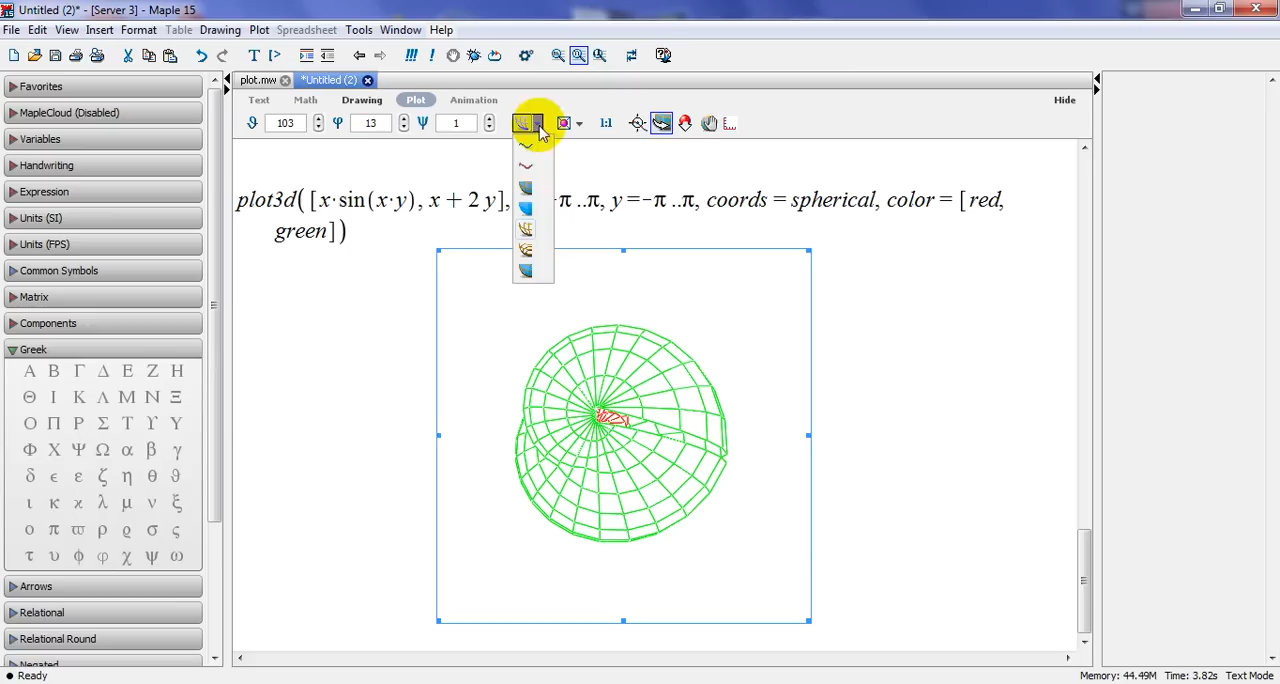 Untitled (2)* - [Server 3] - Maple 15
File Edit View Insert Format Table Drawing Plot Spreadsheet Tools Window Help
Favorites
MapleCloud (Disabled)
Variables
Handwriting
Expression
Units (SI)
Units (FPS)
Common Symbols
Matrix
Components
Greek
Α Β Γ Δ Ε Ζ Η
Θ Ι Κ Λ Μ Ν Ξ
Ο Π Ρ Σ Τ Υ Υ
Φ Χ Ψ Ω α β γ
δ ϵ ζ η θ ϑ
ι κ ϰ λ μ ν ξ
ο π ϖ ρ ϱ σ ς
τ υ ϕ φ χ ψ ω
Arrows
Relational
Relational Round
Negated
plot.mw *Untitled (2)
Text Math Drawing Plot Animation Hide
ϑ 103 φ 13 ψ 1 1:1
plot3d([x·sin(x·y), x + 2 y], -π ..π, y=-π ..π, coords = spherical, color = [red,
green])
Ready Memory: 44.49M Time: 3.82s Text Mode